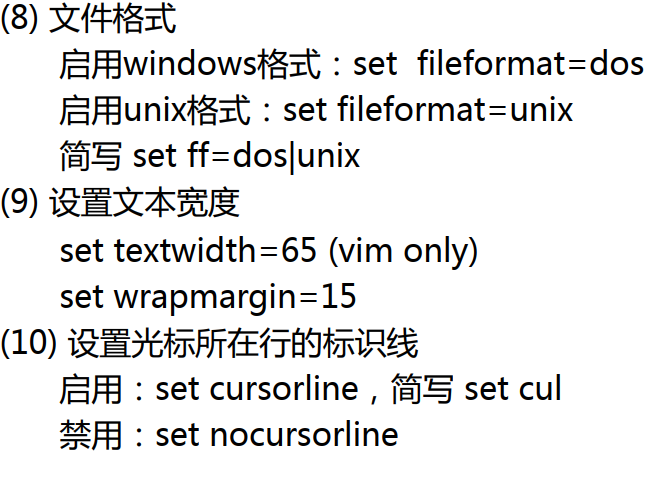 (8) 文件格式
启用windows格式：set  fileformat=dos
启用unix格式：set fileformat=unix
简写 set ff=dos|unix
(9) 设置文本宽度
set textwidth=65 (vim only)
set wrapmargin=15
(10) 设置光标所在行的标识线
启用：set cursorline，简写 set cul
禁用：set nocursorline